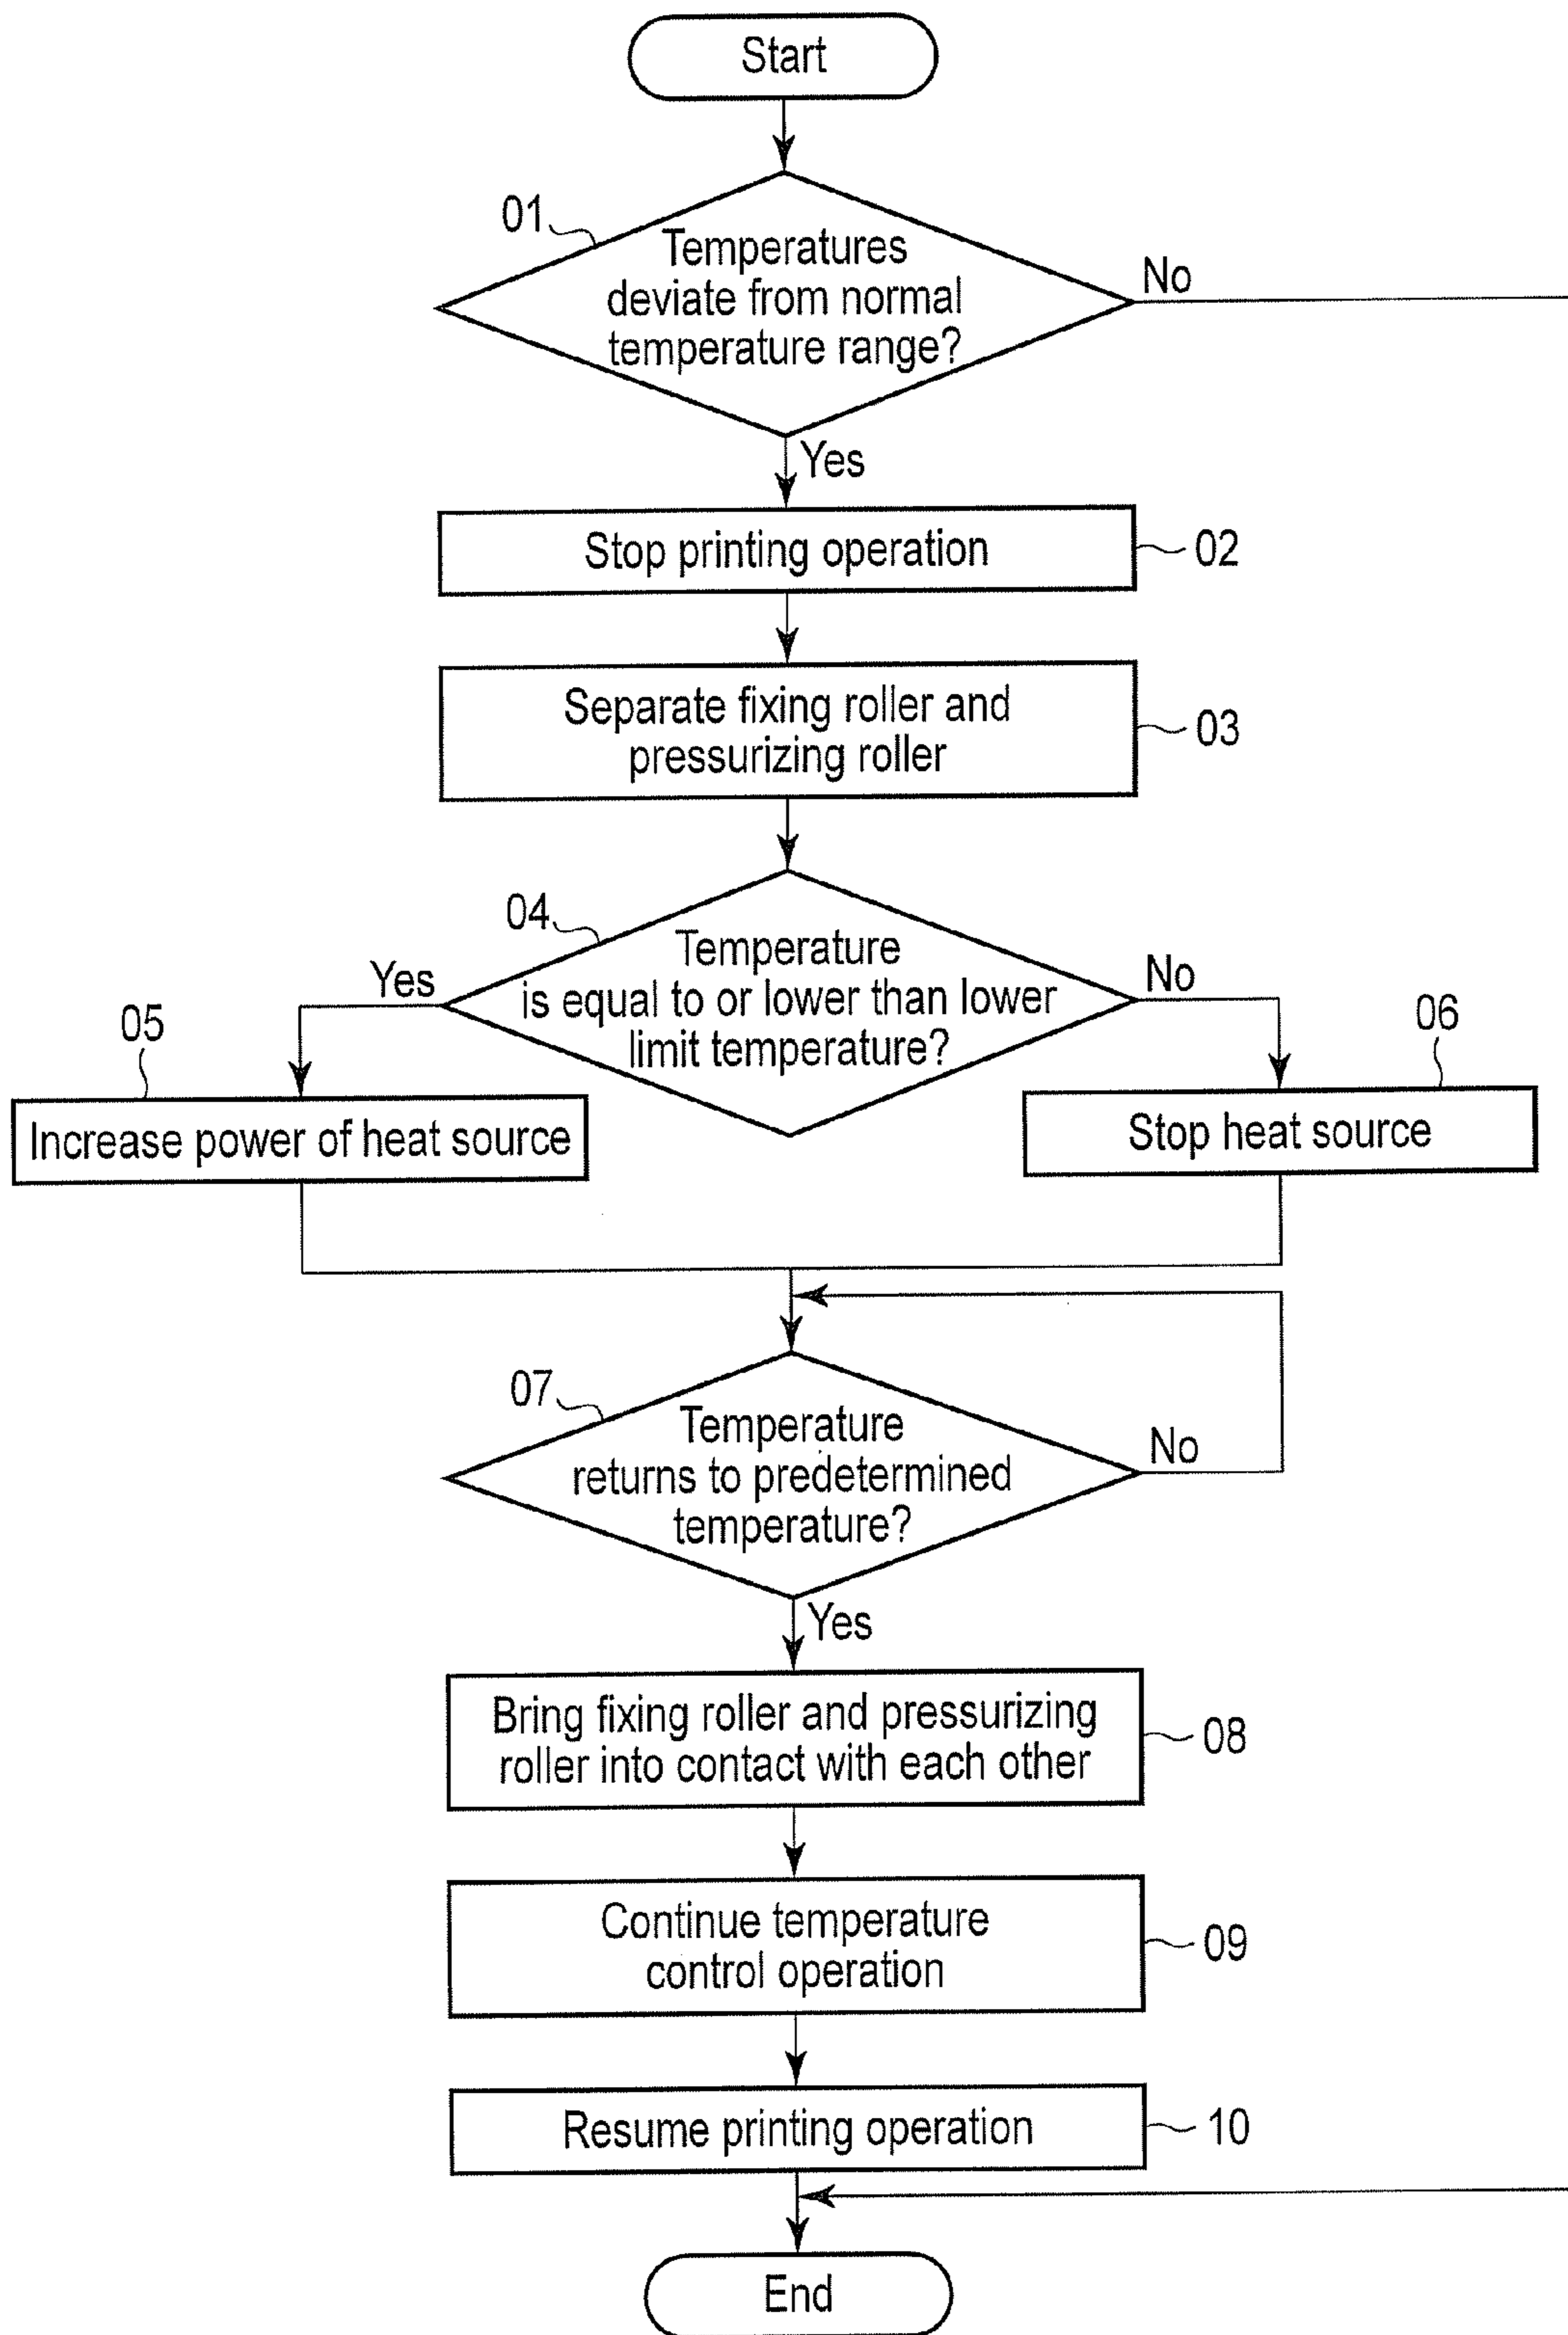 Start
01
Temperatures
deviate from normal
temperature range?
No
Yes
Stop printing operation
02
Separate fixing roller and
pressurizing roller
03
04
Temperature
is equal to or lower than lower
limit temperature?
Yes
No
05
Increase power of heat source
06
Stop heat source
07
Temperature
returns to predetermined
temperature?
No
Yes
Bring fixing roller and pressurizing
roller into contact with each other
08
Continue temperature
control operation
09
Resume printing operation
10
End